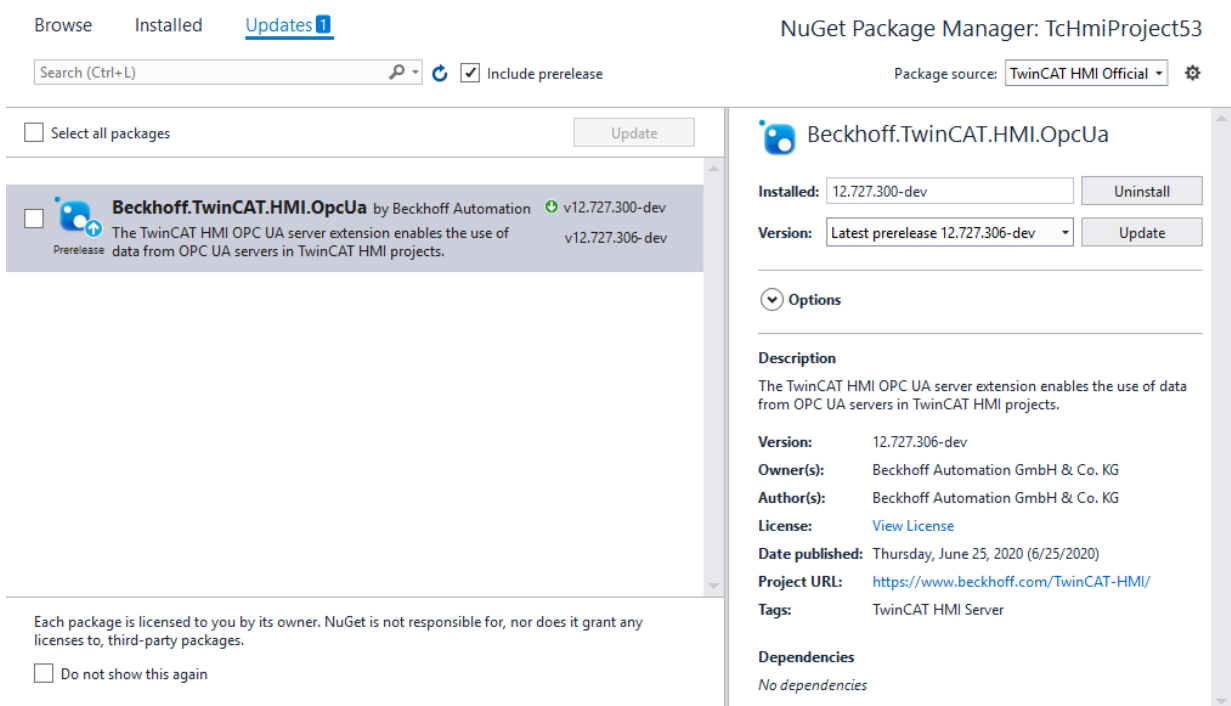 Browse Installed Updates 1
NuGet Package Manager: TcHmiProject53
Search (Ctrl+L)
Include prerelease
Package source: TwinCAT HMI Official
Select all packages
Update
Beckhoff.TwinCAT.HMI.OpcUa by Beckhoff Automation v12.727.300-dev
The TwinCAT HMI OPC UA server extension enables the use of v12.727.306-dev
Prerelease data from OPC UA servers in TwinCAT HMI projects.
Each package is licensed to you by its owner. NuGet is not responsible for, nor does it grant any
licenses to, third-party packages.
Do not show this again
Beckhoff.TwinCAT.HMI.OpcUa
Installed: 12.727.300-dev Uninstall
Version: Latest prerelease 12.727.306-dev Update
Options
Description
The TwinCAT HMI OPC UA server extension enables the use of data
from OPC UA servers in TwinCAT HMI projects.
Version: 12.727.306-dev
Owner(s): Beckhoff Automation GmbH & Co. KG
Author(s): Beckhoff Automation GmbH & Co. KG
License: View License
Date published: Thursday, June 25, 2020 (6/25/2020)
Project URL: https://www.beckhoff.com/TwinCAT-HMI/
Tags: TwinCAT HMI Server
Dependencies
No dependencies